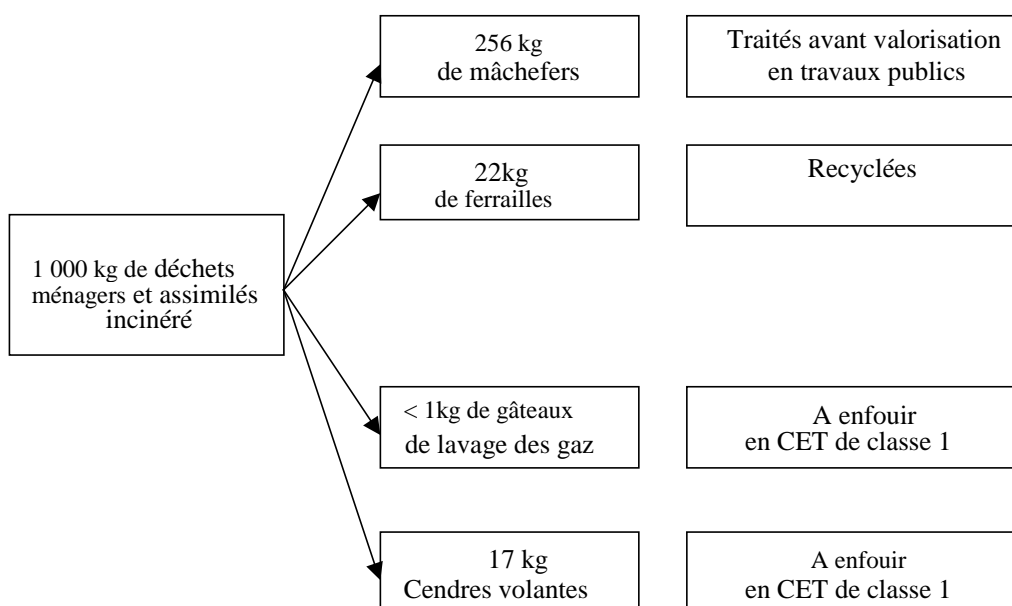 256 kg
de mâchefers
Traités avant valorisation
en travaux publics
22kg
de ferrailles
Recyclées
1 000 kg de déchets
ménagers et assimilés
incinéré
< 1kg de gâteaux
de lavage des gaz
A enfouir
en CET de classe 1
17 kg
Cendres volantes
A enfouir
en CET de classe 1